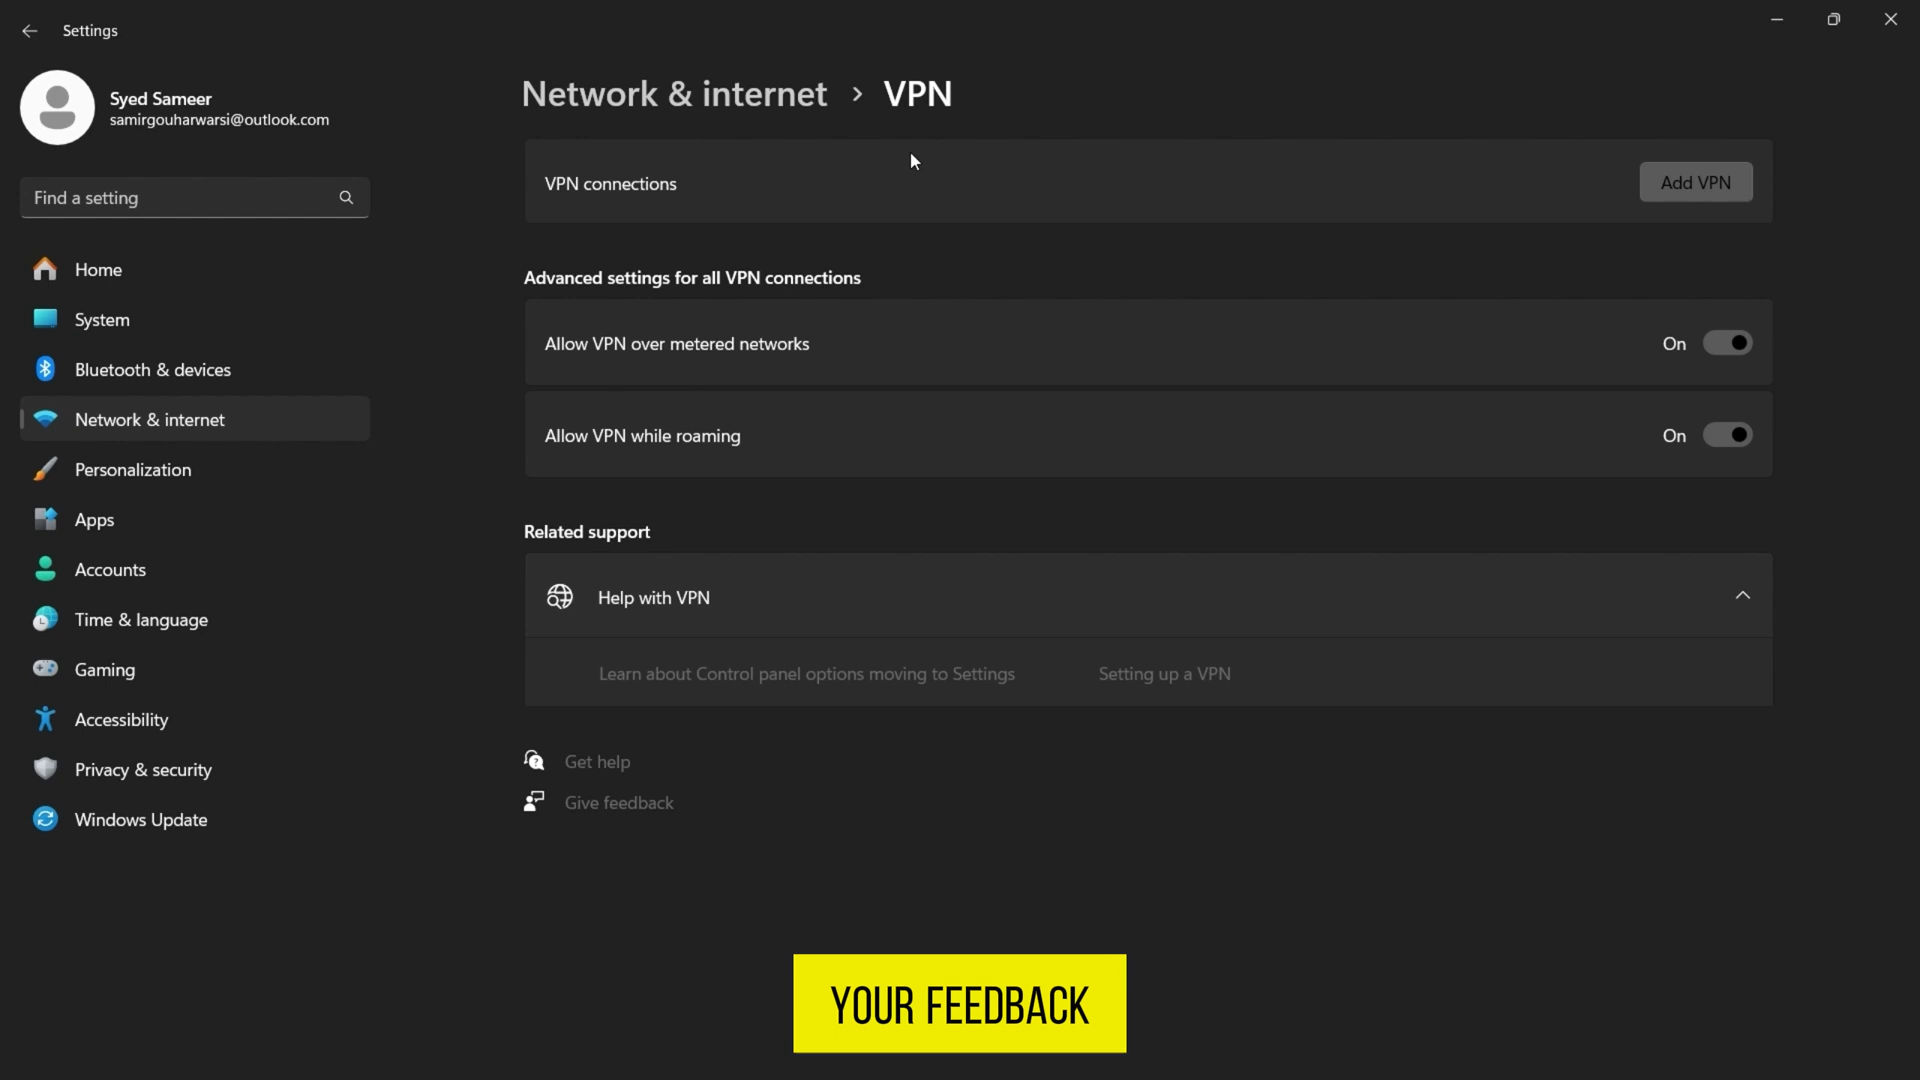 Settings
Syed Sameer
samirgouharwarsi@outlook.com
Find a setting
Home
System
Bluetooth & devices
Network & internet
Personalization
Apps
Accounts
Time & language
Gaming
Accessibility
Privacy & security
Windows Update
Network & internet > VPN
VPN connections
Add VPN
Advanced settings for all VPN connections
Allow VPN over metered networks On
Allow VPN while roaming On
Related support
Help with VPN
Learn about Control panel options moving to Settings Setting up a VPN
Get help
Give feedback
YOUR FEEDBACK